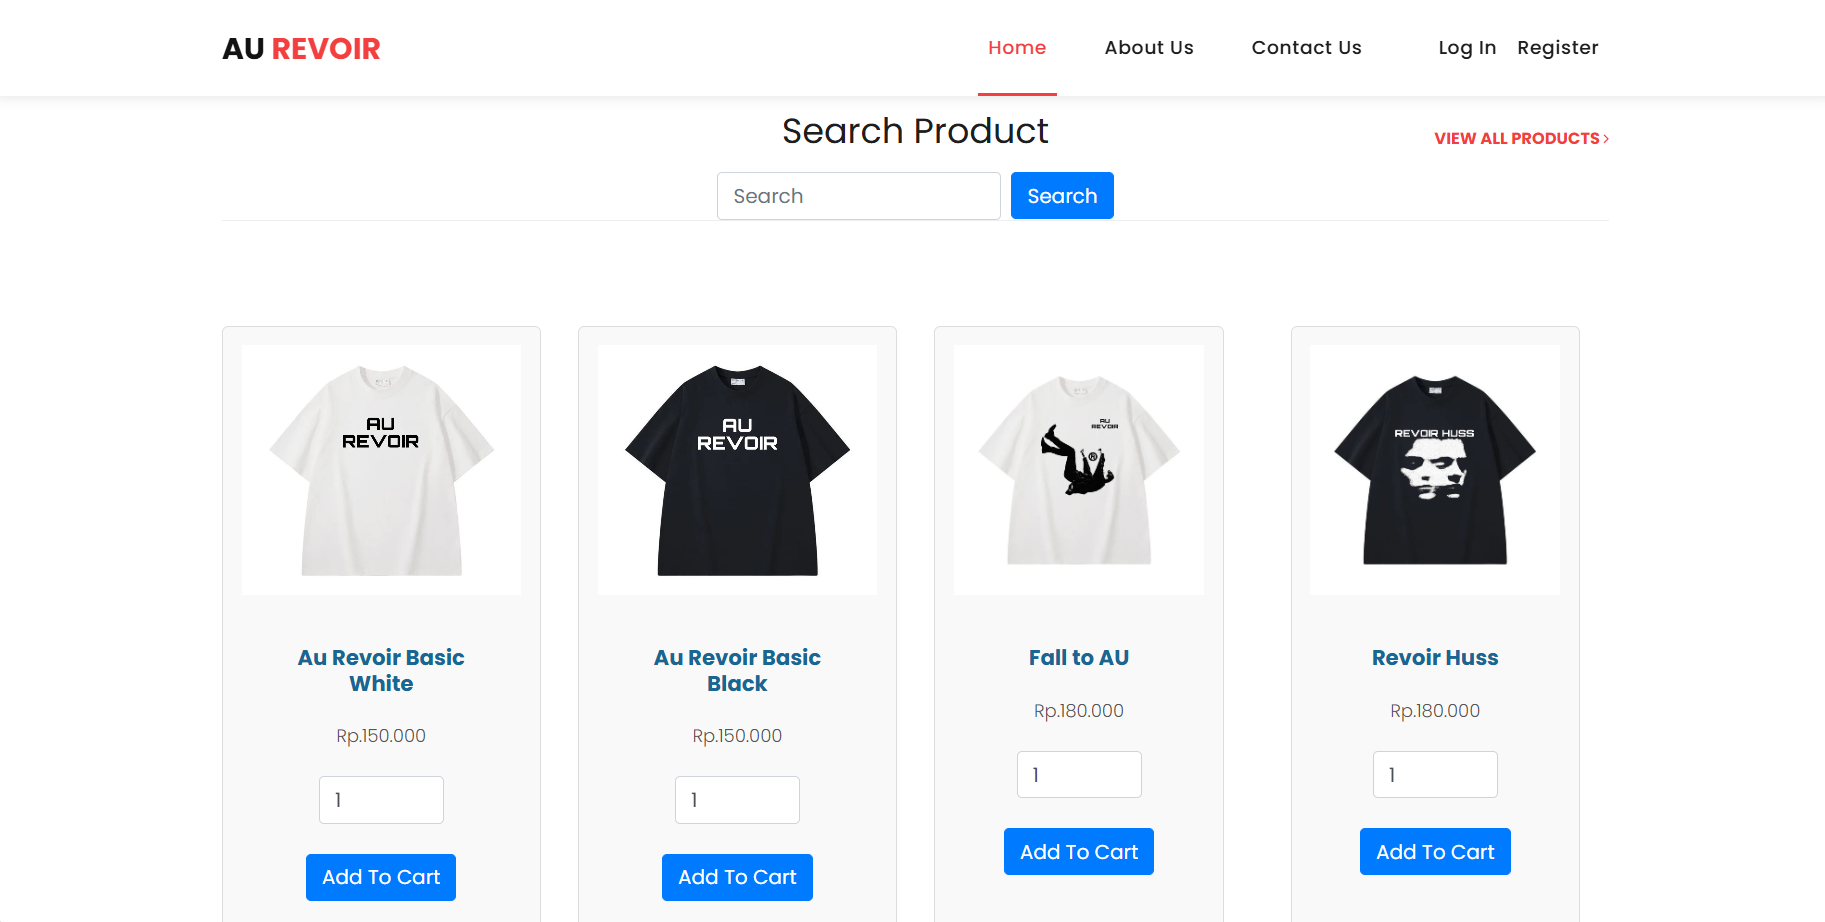 AU REVOIR
Home
About Us
Contact Us
Log In
Register
Search Product
VIEW ALL PRODUCTS
Search
Search
AU
REVOIR
AU
REVOIR
AU
REVOIR
®
REVOIR HUSS
Au Revoir Basic
White
Au Revoir Basic
Black
Fall to AU
Revoir Huss
Rp.150.000
Rp.150.000
Rp.180.000
Rp.180.000
1
1
1
1
Add To Cart
Add To Cart
Add To Cart
Add To Cart